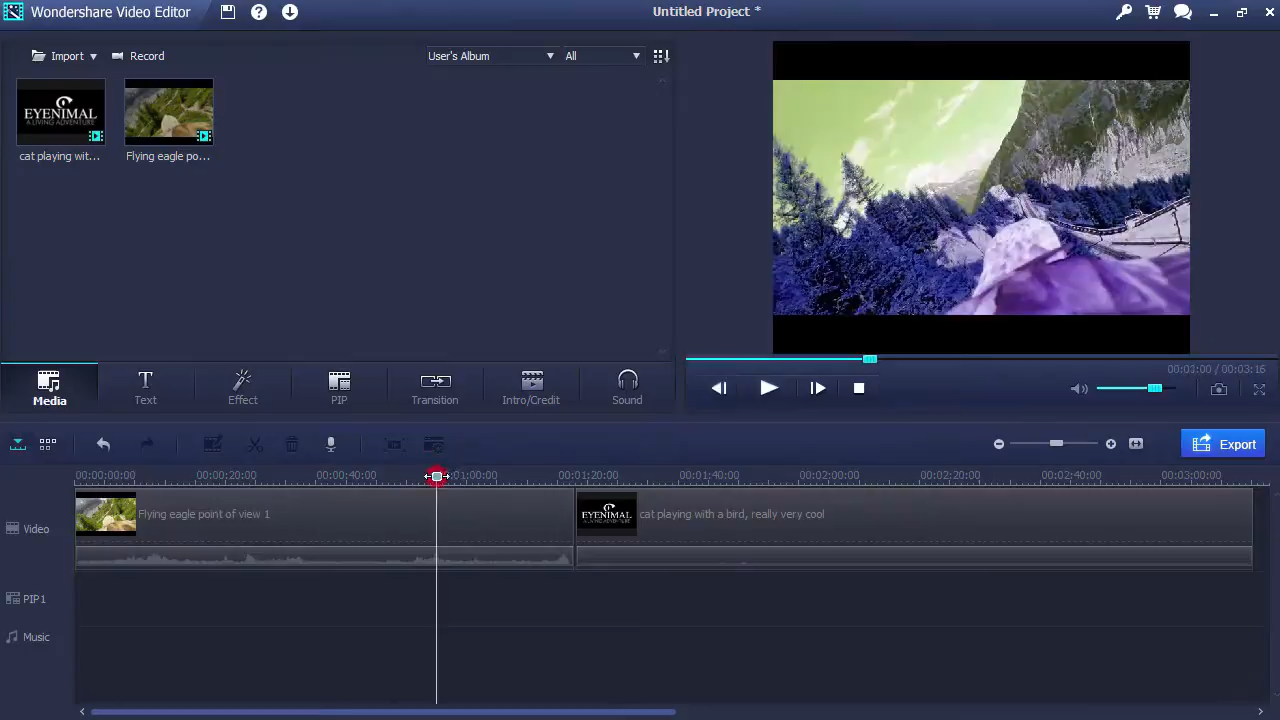 Wondershare Video Editor
Untitled Project *
Import
Record
User's Album
All
EYENIMAL
A LIVING ADVENTURE
cat playing wit...
Flying eagle po...
Media
Text
Effect
PIP
Transition
Intro/Credit
Sound
00:01:00 / 00:03:16
Export
00:00:00:00 00:00:20:00 00:00:40:00 :01:00:00 00:01:20:00 00:01:40:00 00:02:00:00 00:02:20:00 00:02:40:00 00:03:00:00
Video
Flying eagle point of view 1
EYENIMAL
cat playing with a bird, really very cool
PIP1
Music